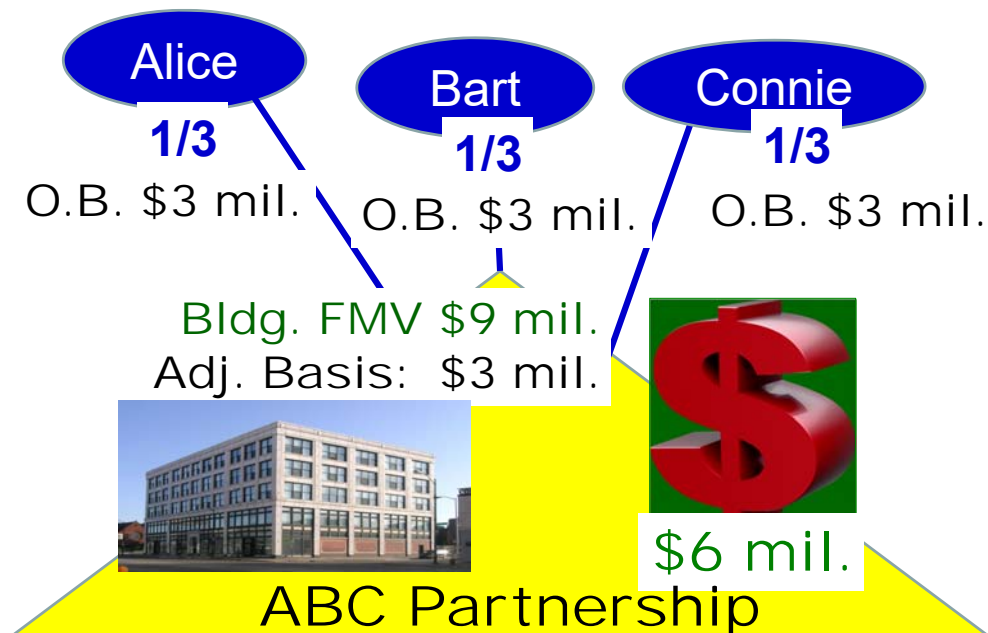 Alice
Bart
Connie
1/3
1/3
1/3
O.B. $3 mil.
O.B. $3 mil.
O.B. $3 mil.
Bldg. FMV $9 mil.
Adj. Basis: $3 mil.
$
$6 mil.
ABC Partnership